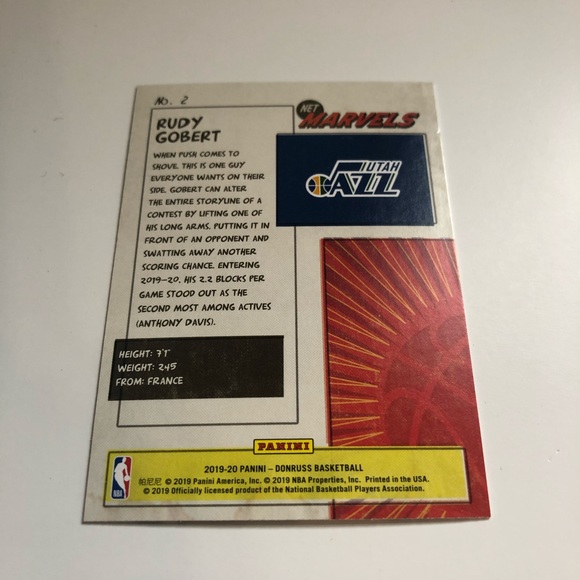 No. 2
NET
MARVELS
RUDY
GOBERT
WHEN PUSH COMES TO
SHOVE, THIS IS ONE GUY
EVERYONE WANTS ON THEIR
SIDE. GOBERT CAN ALTER
THE ENTIRE STORYLINE OF A
CONTEST BY LIFTING ONE OF
HIS LONG ARMS, PUTTING IT IN
FRONT OF AN OPPONENT AND
SWATTING AWAY ANOTHER
SCORING CHANCE. ENTERING
2019-20, HIS 2.2 BLOCKS PER
GAME STOOD OUT AS THE
SECOND MOST AMONG ACTIVES
(ANTHONY DAVIS).
UTAH
JAZZ
HEIGHT: 7'1
WEIGHT: 245
FROM: FRANCE
PANINI
2019-20 PANINI – DONRUSS BASKETBALL
帕尼尼 © 2019 Panini America, Inc. © 2019 NBA Properties, Inc. Printed in the USA.
© 2019 Officially licensed product of the National Basketball Players Association.
NBA